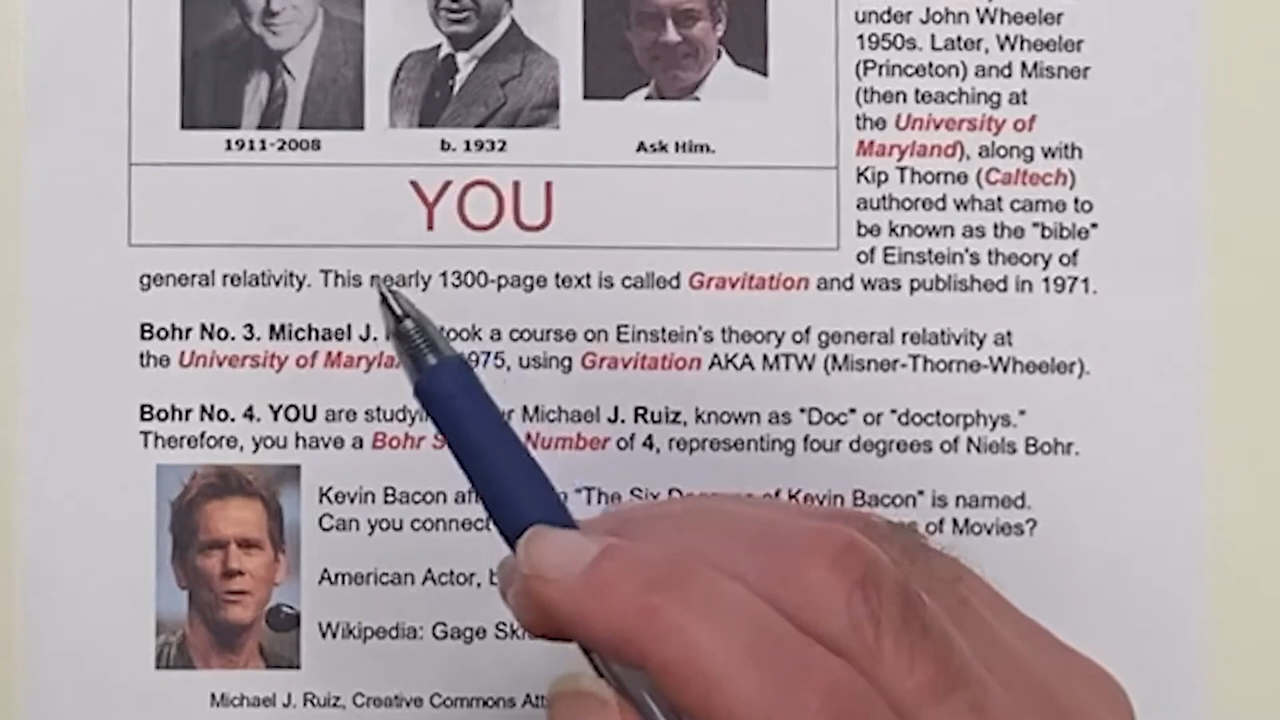 under John Wheeler
1950s. Later, Wheeler
(Princeton) and Misner
(then teaching at
the University of
Maryland), along with
Kip Thorne (Caltech)
authored what came to
be known as the "bible"
of Einstein's theory of
1911-2008 b. 1932 Ask Him.
YOU
general relativity. This nearly 1300-page text is called Gravitation and was published in 1971.
Bohr No. 3. Michael J. took a course on Einstein's theory of general relativity at
the University of 1975, using Gravitation AKA MTW (Misner-Thorne-Wheeler).
Bohr No. 4. YOU are Michael J. Ruiz, known as "Doc" or "doctorphys."
Therefore, you have a Bohr Number of 4, representing four degrees of Niels Bohr.
Kevin Bacon "The Six of Kevin Bacon" is named.
Can you connect of Movies?
American Actor,
Wikipedia: Gage
Michael J. Ruiz, Creative Commons